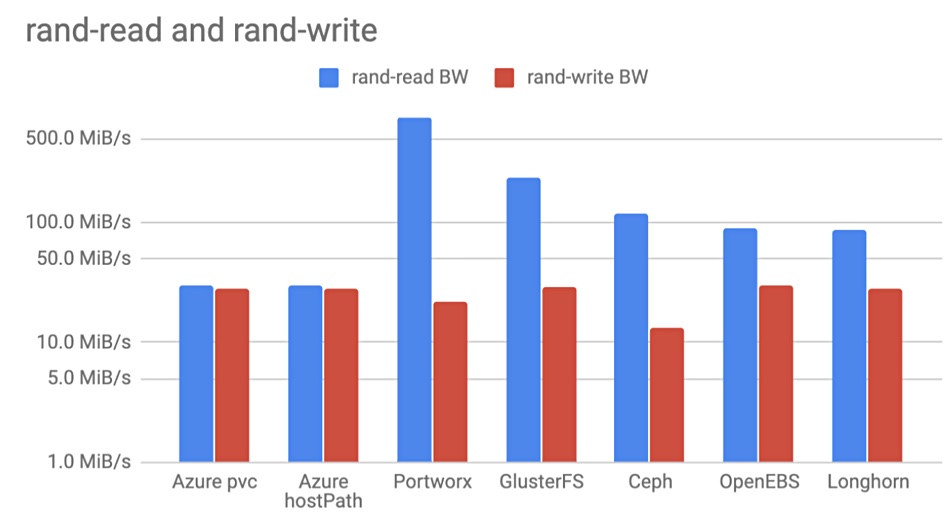 rand-read and rand-write
rand-read BW
rand-write BW
500.0 MiB/s
100.0 MiB/s
50.0 MiB/s
10.0 MiB/s
5.0 MiB/s
1.0 MiB/s
Azure pvc
Azure
hostPath
Portworx
GlusterFS
Ceph
OpenEBS
Longhorn